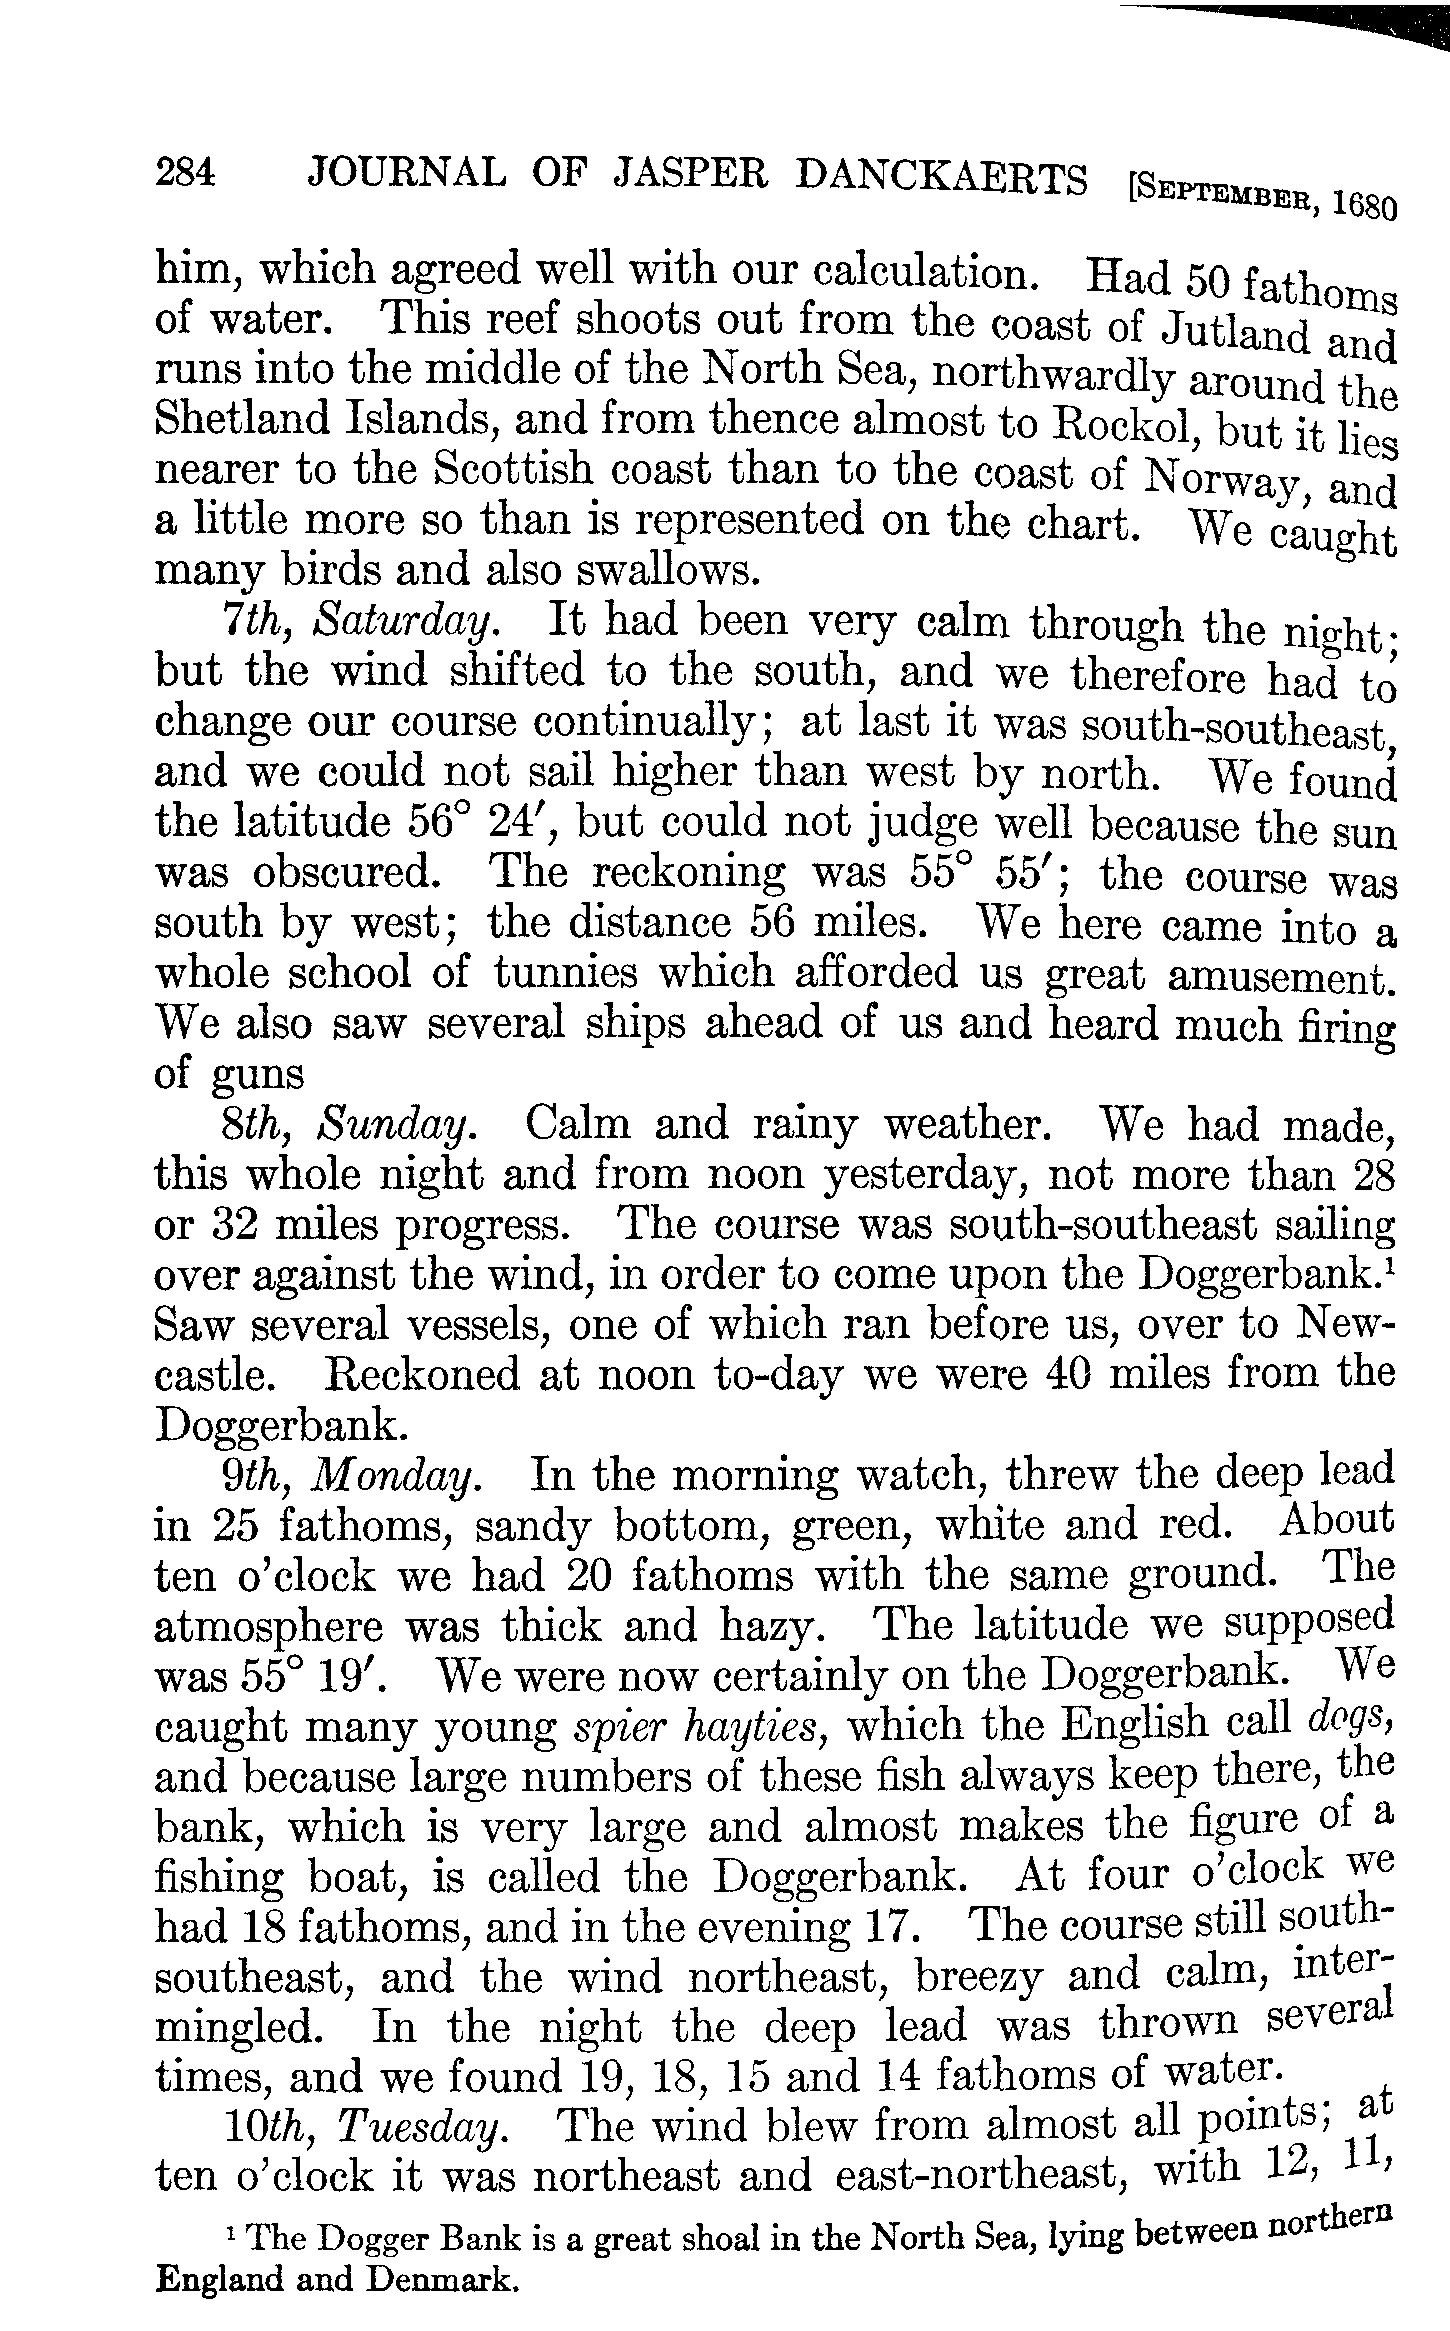 284 JOURNAL OF JASPER DANCKAERTS [SEPTEMBER, 1680
him, which agreed well with our calculation. Had 50 fathoms
of water. This reef shoots out from the coast of Jutland and
runs into the middle of the North Sea, northwardly around the
Shetland Islands, and from thence almost to Rockol, but it lies
nearer to the Scottish coast than to the coast of Norway, and
a little more so than is represented on the chart. We caught
many birds and also swallows.
7th, Saturday. It had been very calm through the night;
but the wind shifted to the south, and we therefore had to
change our course continually; at last it was south-southeast,
and we could not sail higher than west by north. We found
the latitude 56° 24′, but could not judge well because the sun
was obscured. The reckoning was 55° 55′; the course was
south by west; the distance 56 miles. We here came into a
whole school of tunnies which afforded us great amusement.
We also saw several ships ahead of us and heard much firing
of guns
8th, Sunday. Calm and rainy weather. We had made,
this whole night and from noon yesterday, not more than 28
or 32 miles progress. The course was south-southeast sailing
over against the wind, in order to come upon the Doggerbank.¹
Saw several vessels, one of which ran before us, over to New-
castle. Reckoned at noon to-day we were 40 miles from the
Doggerbank.
9th, Monday. In the morning watch, threw the deep lead
in 25 fathoms, sandy bottom, green, white and red. About
ten o'clock we had 20 fathoms with the same ground. The
atmosphere was thick and hazy. The latitude we supposed
was 55° 19′. We were now certainly on the Doggerbank. We
caught many young spier hayties, which the English call dogs,
and because large numbers of these fish always keep there, the
bank, which is very large and almost makes the figure of a
fishing boat, is called the Doggerbank. At four o'clock we
had 18 fathoms, and in the evening 17. The course still south-
southeast, and the wind northeast, breezy and calm, inter-
mingled. In the night the deep lead was thrown several
times, and we found 19, 18, 15 and 14 fathoms of water.
10th, Tuesday. The wind blew from almost all points; at
ten o'clock it was northeast and east-northeast, with 12, 11,
¹ The Dogger Bank is a great shoal in the North Sea, lying between northern
England and Denmark.